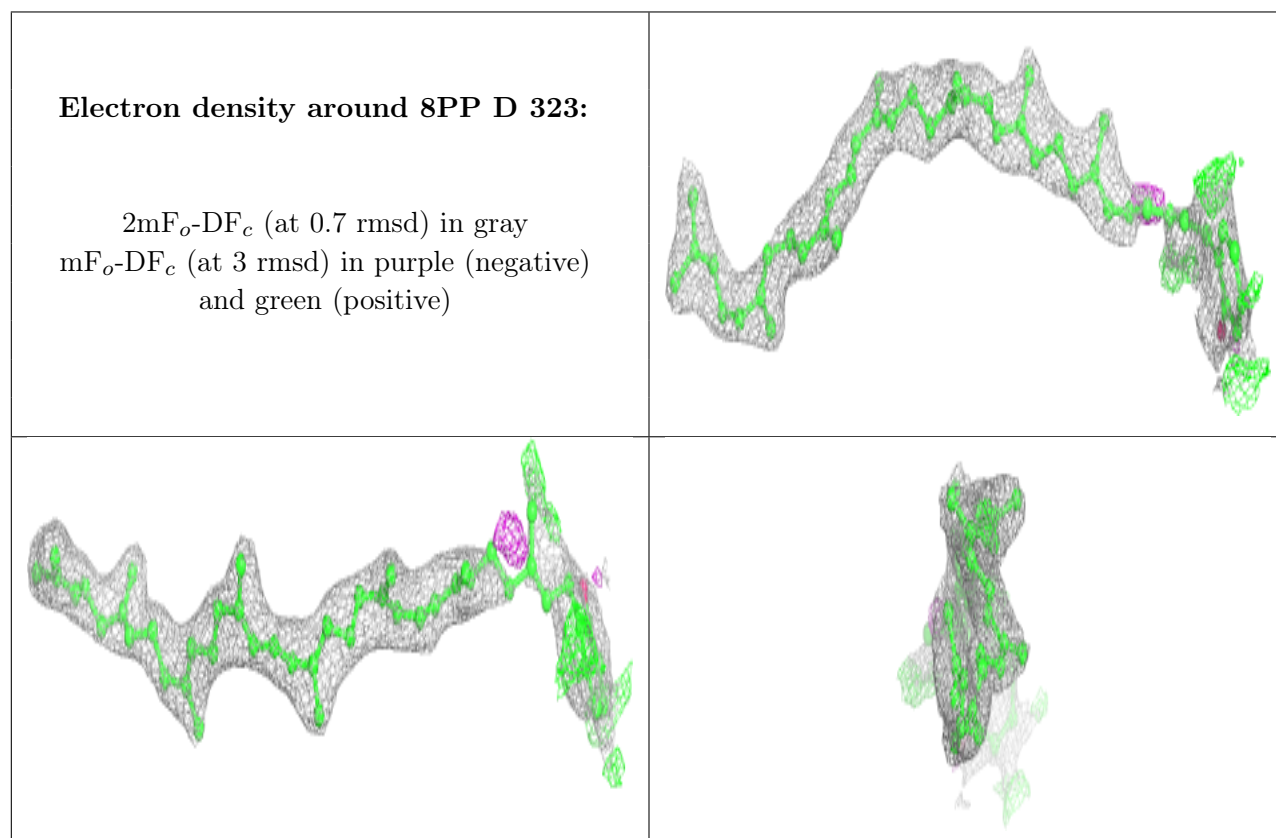 Electron density around 8PP D 323:
2mFo-DFc (at 0.7 rmsd) in gray
mFo-DFc (at 3 rmsd) in purple (negative)
and green (positive)